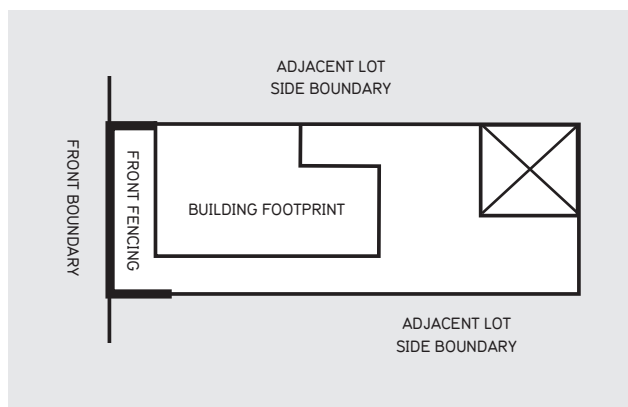 ADJACENT LOT
SIDE BOUNDARY
FRONT BOUNDARY
FRONT FENCING
BUILDING FOOTPRINT
ADJACENT LOT
SIDE BOUNDARY